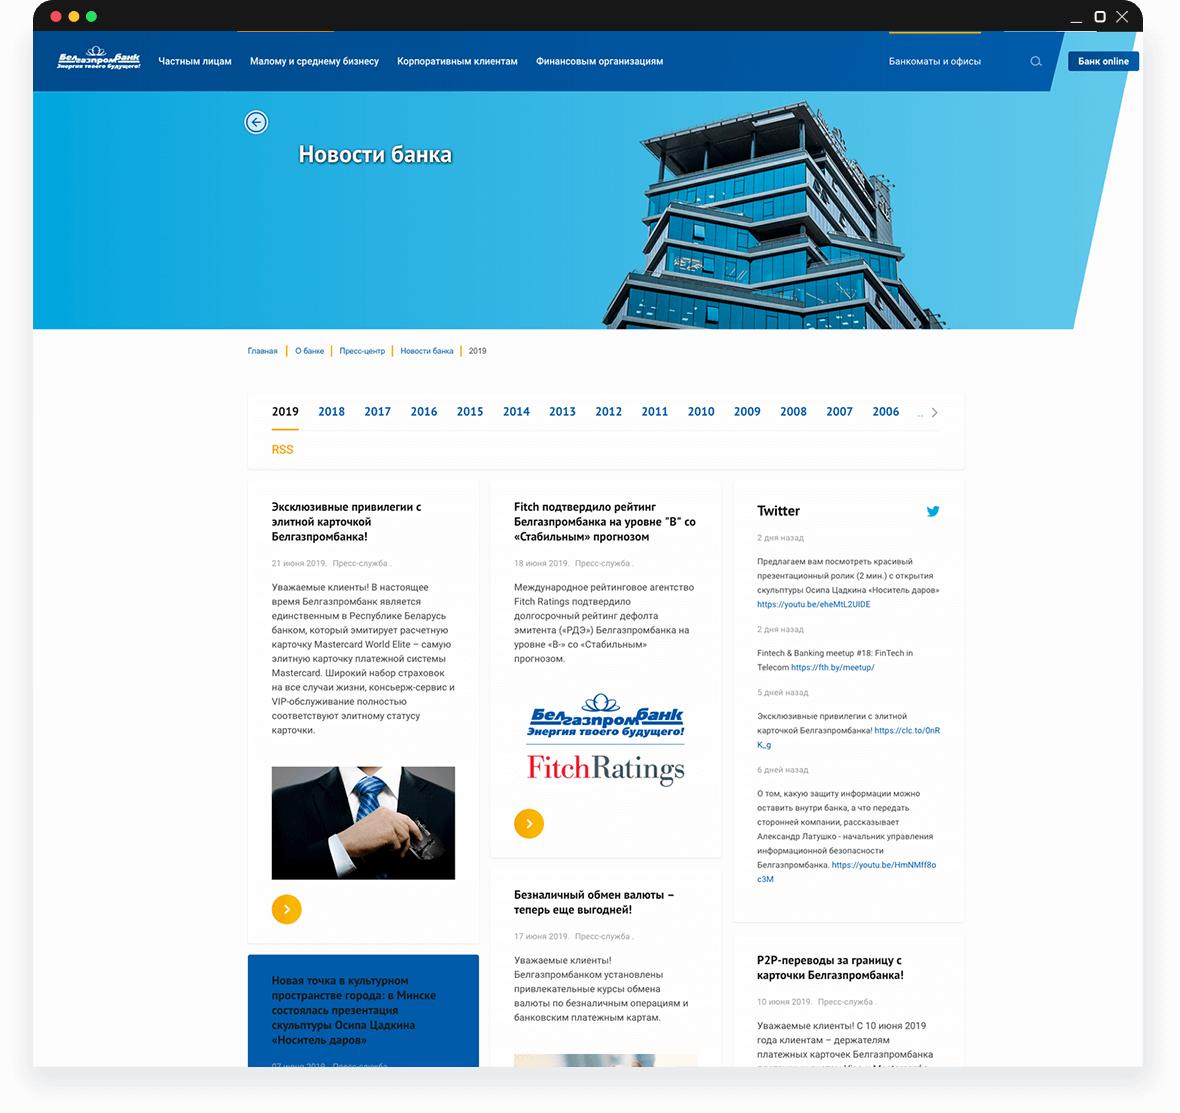 Белгазпромбанк
Энергия твоего будущего!
Частным лицам
Малому и среднему бизнесу
Корпоративным клиентам
Финансовым организациям
Банкоматы и офисы
Банк online
Новости банка
Главная
О банке
Пресс-центр
Новости банка
2019
2019 2018 2017 2016 2015 2014 2013 2012 2011 2010 2009 2008 2007 2006 ..
RSS
Эксклюзивные привилегии с
элитной карточкой
Белгазпромбанка!
21 июня 2019. Пресс-служба .
Уважаемые клиенты! В настоящее
время Белгазпромбанк является
единственным в Республике Беларусь
банком, который эмитирует расчетную
карточку Mastercard World Elite – самую
элитную карточку платежной системы
Mastercard. Широкий набор страховок
на все случаи жизни, консьерж-сервис и
VIP-обслуживание полностью
соответствуют элитному статусу
карточки.
Новая точка в культурном
пространстве города: в Минске
состоялась презентация
скульптуры Осипа Цадкина
«Носитель даров»
07 июня 2019. Пресс-служба .
Fitch подтвердило рейтинг
Белгазпромбанка на уровне "B" со
«Стабильным» прогнозом
18 июня 2019. Пресс-служба .
Международное рейтинговое агентство
Fitch Ratings подтвердило
долгосрочный рейтинг дефолта
эмитента («РДЭ») Белгазпромбанка на
уровне «B-» со «Стабильным»
прогнозом.
Белгазпромбанк
Энергия твоего будущего!
FitchRatings
Безналичный обмен валюты –
теперь еще выгодней!
17 июня 2019. Пресс-служба .
Уважаемые клиенты!
Белгазпромбанком установлены
привлекательные курсы обмена
валюты по безналичным операциям и
банковским платежным картам.
Twitter
2 дня назад
Предлагаем вам посмотреть красивый
презентационный ролик (2 мин.) с открытия
скульптуры Осипа Цадкина «Носитель даров»
https://youtu.be/eheMtL2UIDE
2 дня назад
Fintech & Banking meetup #18: FinTech in
Telecom https://fth.by/meetup/
5 дней назад
Эксклюзивные привилегии с элитной
карточкой Белгазпромбанка! https://clc.to/0nR
K_g
6 дней назад
О том, какую защиту информации можно
оставить внутри банка, а что передать
сторонней компании, рассказывает
Александр Латушко - начальник управления
информационной безопасности
Белгазпромбанка. https://youtu.be/HmNMff8o
c3M
P2P-переводы за границу с
карточки Белгазпромбанка!
10 июня 2019. Пресс-служба .
Уважаемые клиенты! С 10 июня 2019
года клиентам – держателям
платежных карточек Белгазпромбанка